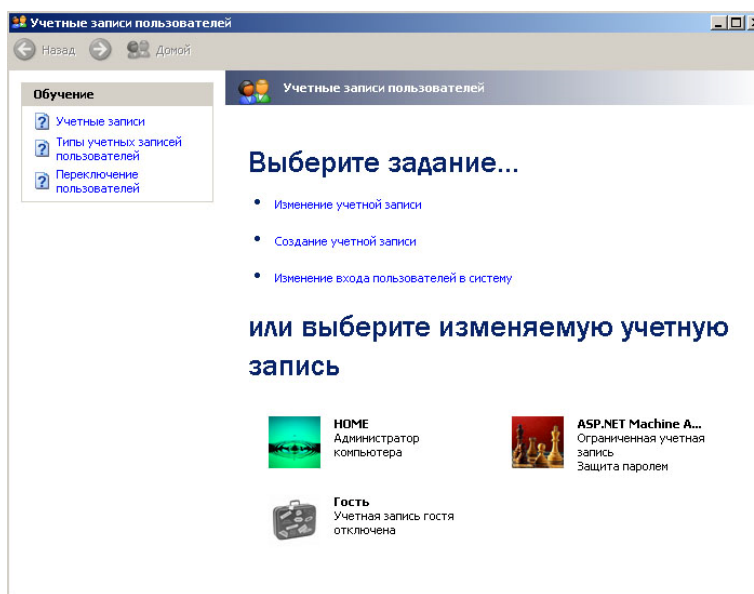 Учетные записи пользователей
Назад
Домой
Обучение
Учетные записи
Типы учетных записей
пользователей
Переключение
пользователей
Учетные записи пользователей
Выберите задание...
Изменение учетной записи
Создание учетной записи
Изменение входа пользователей в систему
или выберите изменяемую учетную
запись
HOME
Администратор
компьютера
ASP.NET Machine A...
Ограниченная учетная
запись
Защита паролем
Гость
Учетная запись гостя
отключена